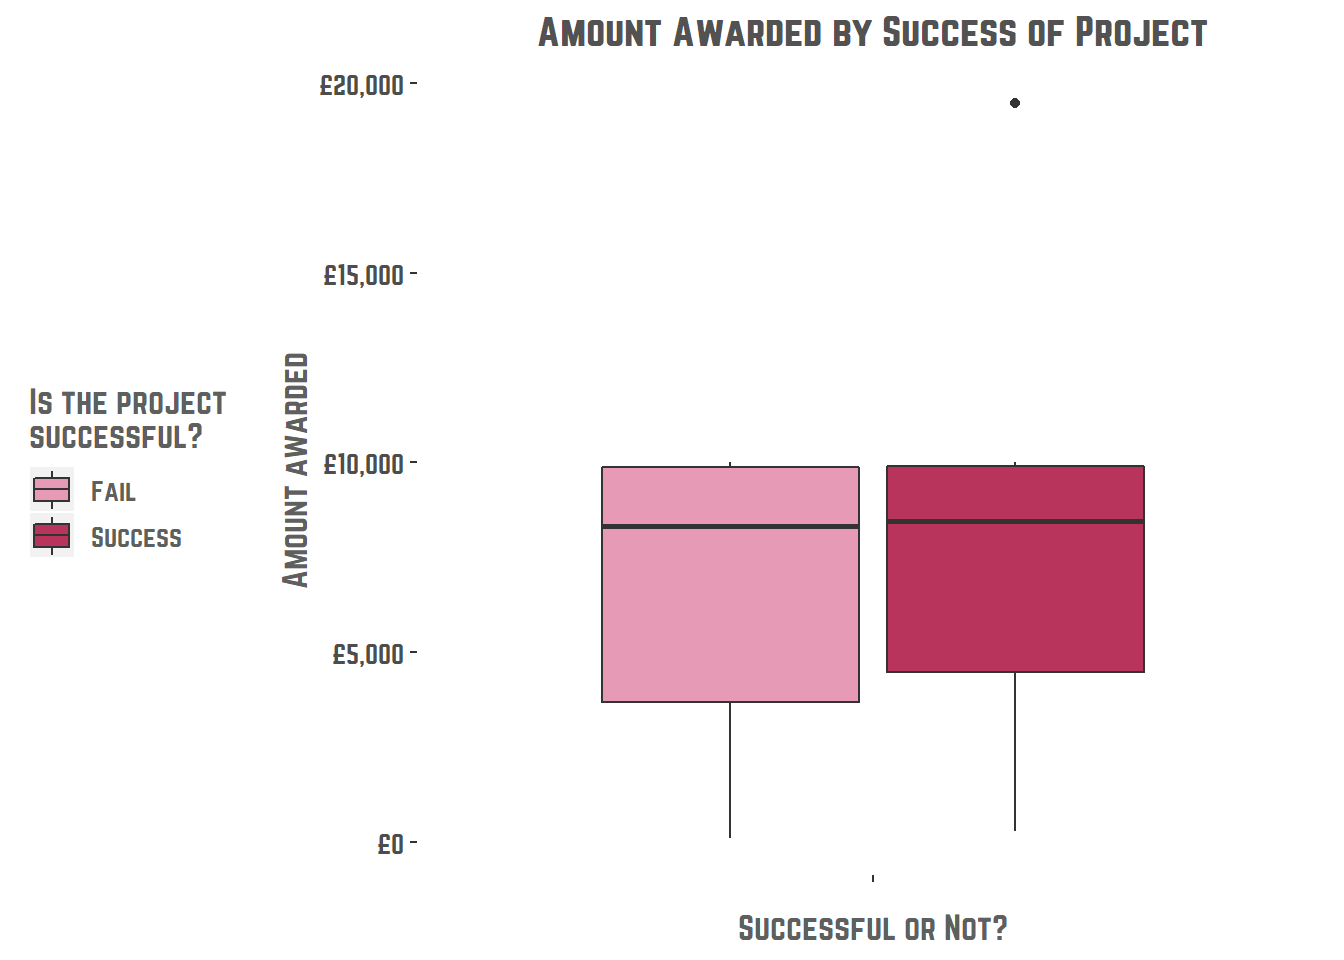 Amount Awarded by Success of Project
£20,000
£15,000
£10,000
£5,000
£0
Amount awarded
Is the project
successful?
Fail
Success
Successful or Not?